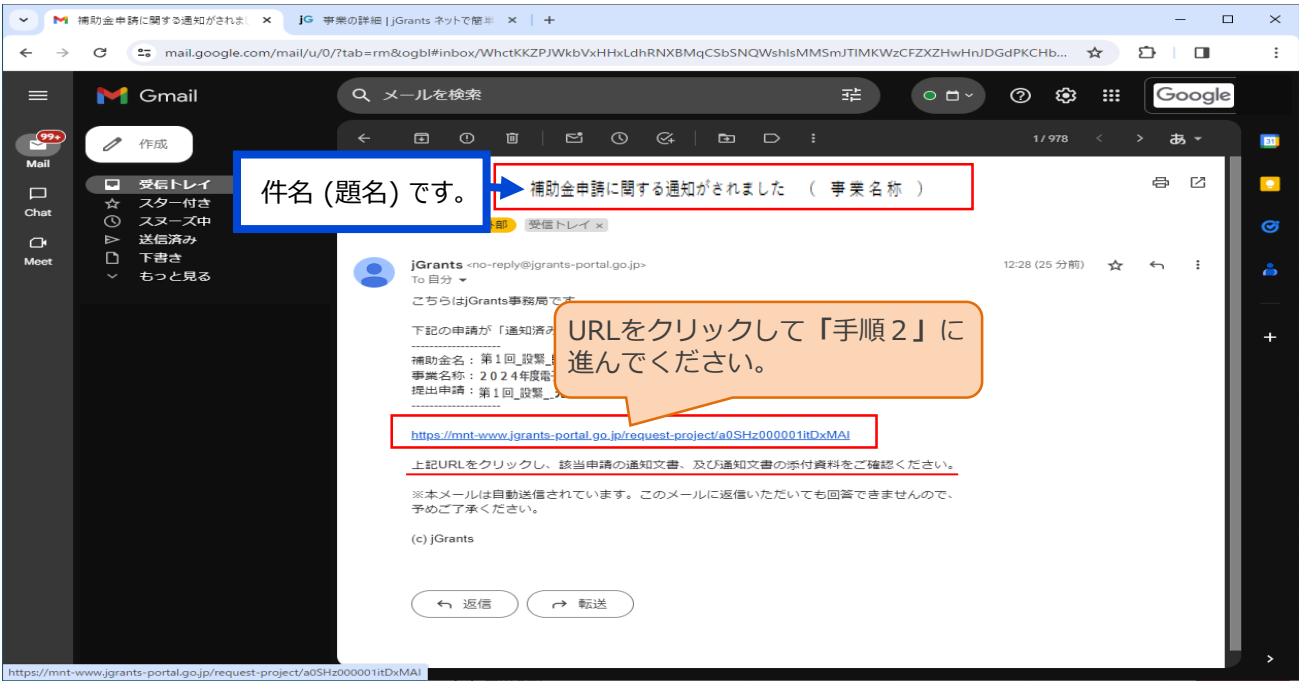 補助金申請に関する通知がされまし
jG 事業の詳細 | jGrants ネットで簡単
mail.google.com/mail/u/0/?tab=rm&ogbl#inbox/WhctKKZPJWkbVxHHxLdhRNXBMqCSbSNQWshlsMMSmJTlMKWzCFZXZHwHnJDGdPKCHb...
Gmail
メールを検索
Google
99+
Mail
Chat
Meet
作成
受信トレイ
スター付き
スヌーズ中
送信済み
下書き
もっと見る
1 / 978
あ
31
件名 (題名) です。
補助金申請に関する通知がされました ( 事業名称 )
部 受信トレイ ×
jGrants <no-reply@jgrants-portal.go.jp>
12:28 (25 分前)
To 自分
こちらはjGrants事務局です
下記の申請が「通知済み
--------------------
補助金名：第1回_設緊_
事業名称：2024年度電子
提出申請：第1回_設緊_
--------------------
URLをクリックして「手順２」に
進んでください。
https://mnt-www.jgrants-portal.go.jp/request-project/a0SHz000001itDxMAI
上記URLをクリックし、該当申請の通知文書、及び通知文書の添付資料をご確認ください。
※本メールは自動送信されています。このメールに返信いただいても回答できませんので、
予めご了承ください。
(c) jGrants
返信
転送
https://mnt-www.jgrants-portal.go.jp/request-project/a0SHz000001itDxMAI